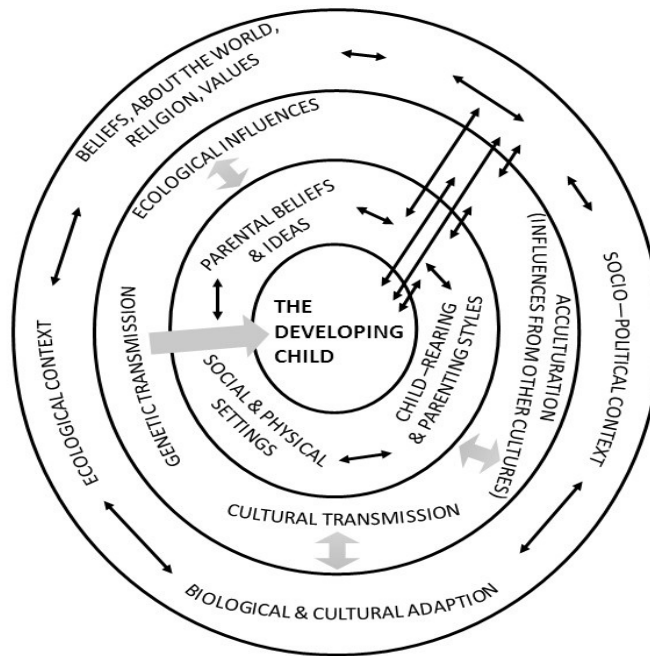 BELIEFS, ABOUT THE WORLD,
RELIGION, VALUES
ECOLOGICAL INFLUENCES
PARENTAL BELIEFS
& IDEAS
THE
DEVELOPING
CHILD
SOCIAL & PHYSICAL
SETTINGS
CHILD–REARING
& PARENTING STYLES
GENETIC TRANSMISSION
CULTURAL TRANSMISSION
ACCULTURATION
(INFLUENCES FROM OTHER CULTURES)
ECOLOGICAL CONTEXT
SOCIO—POLITICAL CONTEXT
BIOLOGICAL & CULTURAL ADAPTION